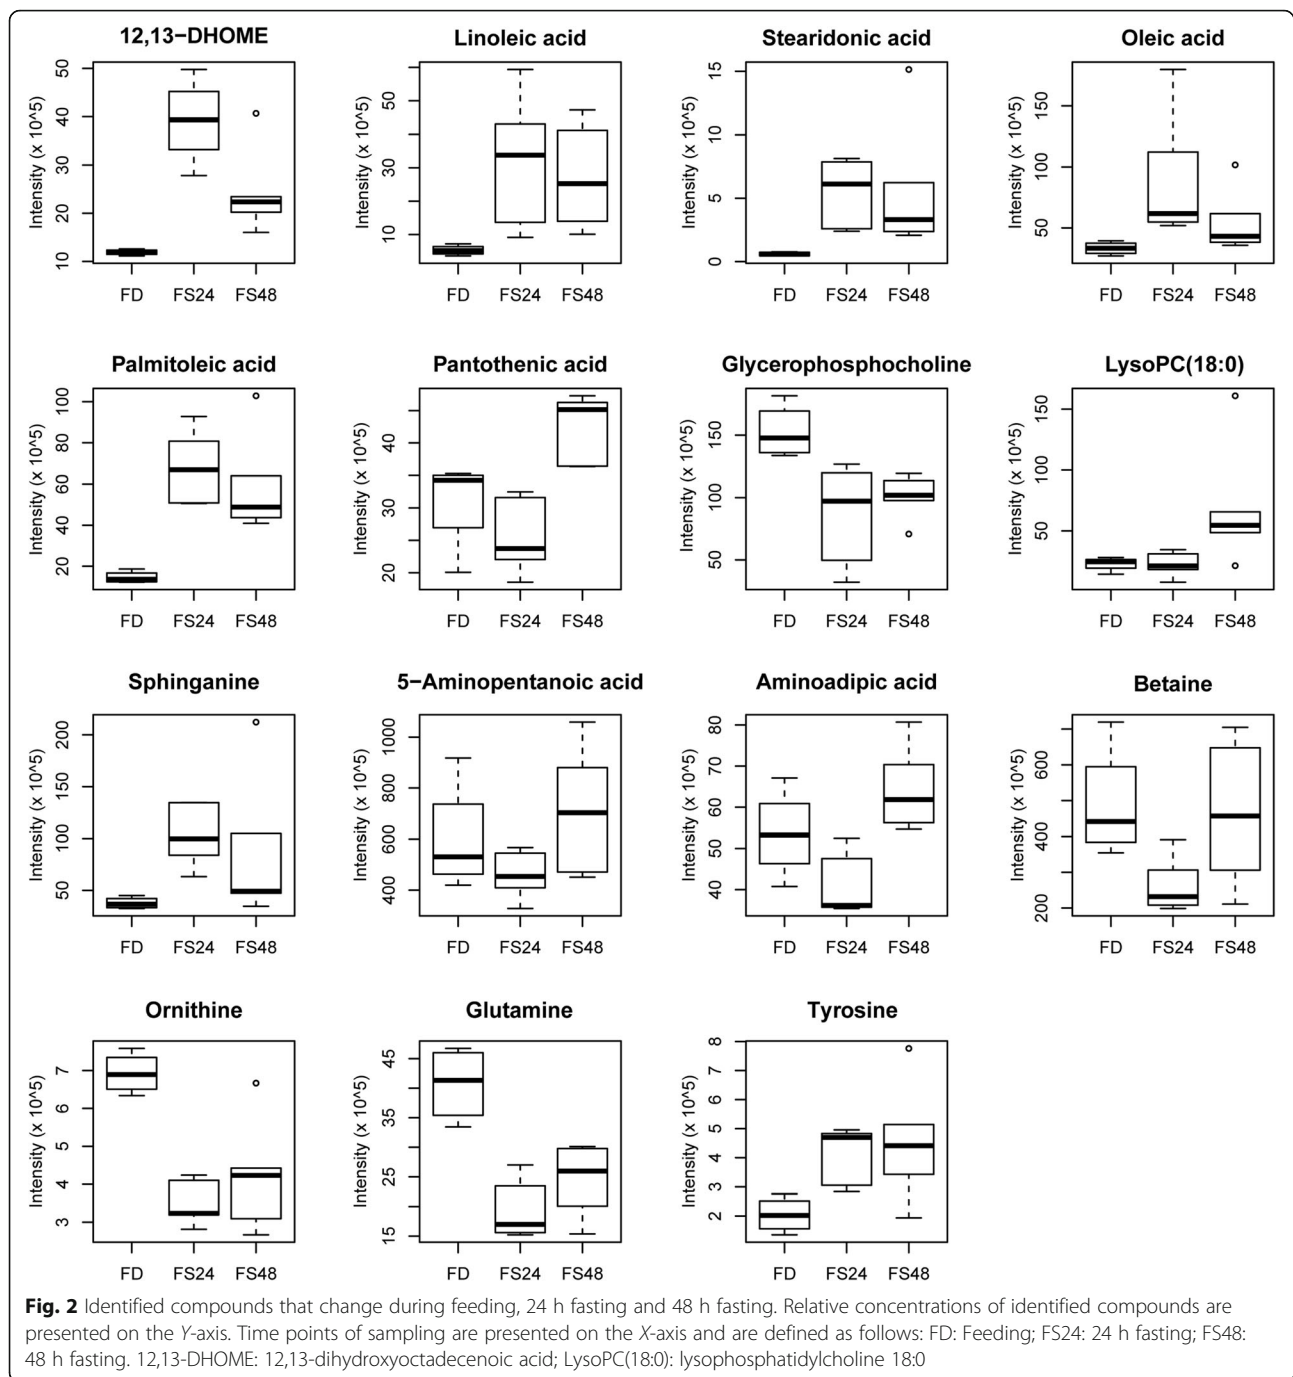 12,13−DHOME
Intensity (x 10^5)
50
40
30
20
10
FD FS24 FS48
Linoleic acid
Intensity (x 10^5)
50
30
10
FD FS24 FS48
Stearidonic acid
Intensity (x 10^5)
15
10
5
0
FD FS24 FS48
Oleic acid
Intensity (x 10^5)
150
100
50
FD FS24 FS48
Palmitoleic acid
Intensity (x 10^5)
100
80
60
40
20
FD FS24 FS48
Pantothenic acid
Intensity (x 10^5)
40
30
20
FD FS24 FS48
Glycerophosphocholine
Intensity (x 10^5)
150
100
50
FD FS24 FS48
LysoPC(18:0)
Intensity (x 10^5)
150
100
50
FD FS24 FS48
Sphinganine
Intensity (x 10^5)
200
150
100
50
FD FS24 FS48
5−Aminopentanoic acid
Intensity (x 10^5)
1000
800
600
400
FD FS24 FS48
Aminoadipic acid
Intensity (x 10^5)
80
70
60
50
40
FD FS24 FS48
Betaine
Intensity (x 10^5)
600
400
200
FD FS24 FS48
Ornithine
Intensity (x 10^5)
7
6
5
4
3
FD FS24 FS48
Glutamine
Intensity (x 10^5)
45
35
25
15
FD FS24 FS48
Tyrosine
Intensity (x 10^5)
8
7
6
5
4
3
2
FD FS24 FS48
Fig. 2 Identified compounds that change during feeding, 24 h fasting and 48 h fasting. Relative concentrations of identified compounds are
presented on the Y-axis. Time points of sampling are presented on the X-axis and are defined as follows: FD: Feeding; FS24: 24 h fasting; FS48:
48 h fasting. 12,13-DHOME: 12,13-dihydroxyoctadecenoic acid; LysoPC(18:0): lysophosphatidylcholine 18:0